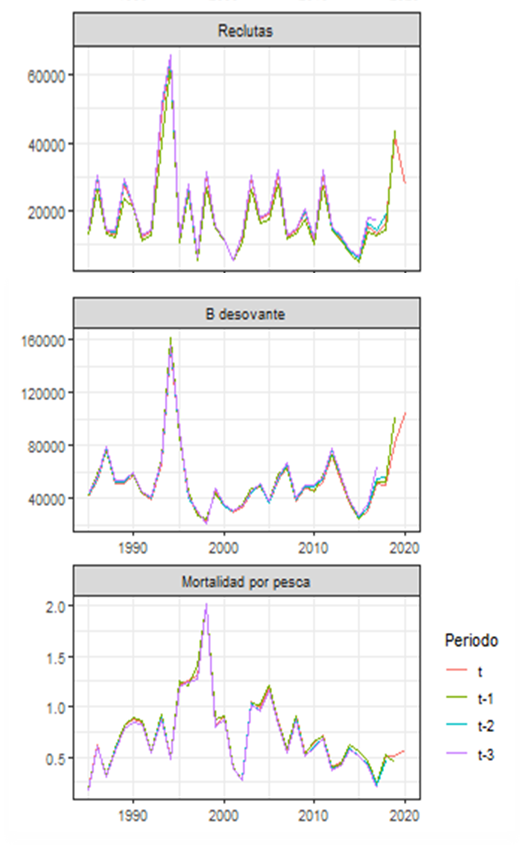 Reclutas
60000
40000
20000
B desovante
160000
120000
80000
40000
1990 2000 2010 2020
Mortalidad por pesca
2.0
1.5
1.0
0.5
1990 2000 2010 2020
Periodo
t
t-1
t-2
t-3